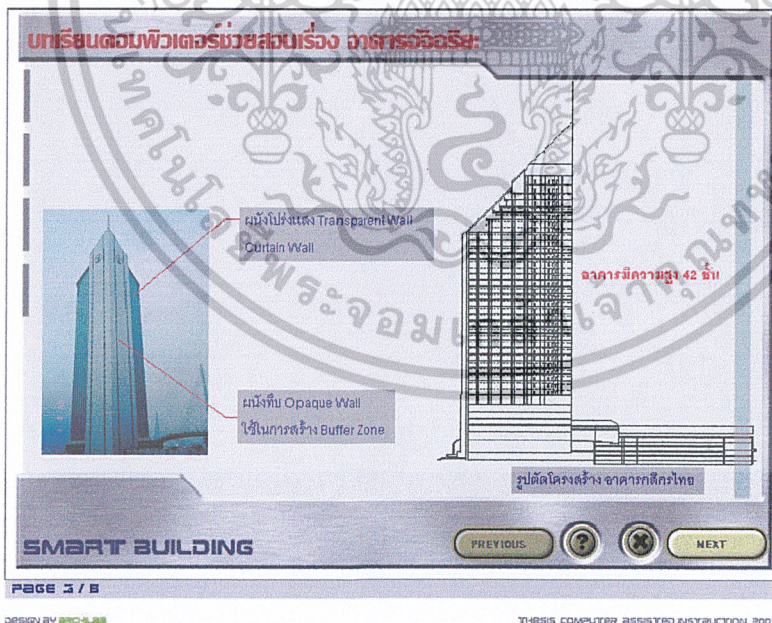 บทเรียนคอมพิวเตอร์ช่วยสอนเรื่อง อาคารอัจฉริยะ
ผนังโปร่งแสง Transparent Wall
Curtain Wall
อาคารมีความสูง 42 ชั้น
ผนังทึบ Opaque Wall
ใช้ในการสร้าง Buffer Zone
รูปตัดโครงสร้าง อาคารกสิกรไทย
SMART BUILDING
PREVIOUS
?
NEXT
PAGE 3 / 8
DESIGN BY ARCHLAB
THESIS COMPUTER ASSISTED INSTRUCTION